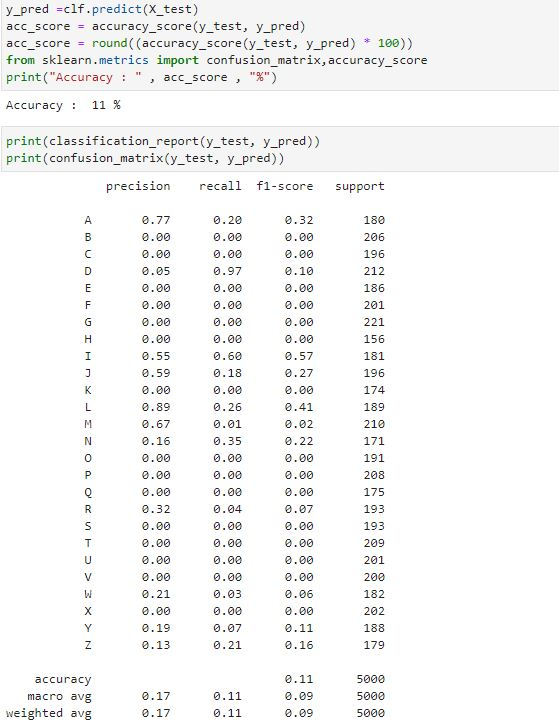 y_pred =clf.predict(X_test)
acc_score = accuracy_score(y_test, y_pred)
acc_score = round((accuracy_score(y_test, y_pred) * 100))
from sklearn.metrics import confusion_matrix,accuracy_score
print("Accuracy : " , acc_score , "%")
Accuracy :  11 %
print(classification_report(y_test, y_pred))
print(confusion_matrix(y_test, y_pred))
precision recall f1-score support
A 0.77 0.20 0.32 180
B 0.00 0.00 0.00 206
C 0.00 0.00 0.00 196
D 0.05 0.97 0.10 212
E 0.00 0.00 0.00 186
F 0.00 0.00 0.00 201
G 0.00 0.00 0.00 221
H 0.00 0.00 0.00 156
I 0.55 0.60 0.57 181
J 0.59 0.18 0.27 196
K 0.00 0.00 0.00 174
L 0.89 0.26 0.41 189
M 0.67 0.01 0.02 210
N 0.16 0.35 0.22 171
O 0.00 0.00 0.00 191
P 0.00 0.00 0.00 208
Q 0.00 0.00 0.00 175
R 0.32 0.04 0.07 193
S 0.00 0.00 0.00 193
T 0.00 0.00 0.00 209
U 0.00 0.00 0.00 201
V 0.00 0.00 0.00 200
W 0.21 0.03 0.06 182
X 0.00 0.00 0.00 202
Y 0.19 0.07 0.11 188
Z 0.13 0.21 0.16 179
accuracy 0.11 5000
macro avg 0.17 0.11 0.09 5000
weighted avg 0.17 0.11 0.09 5000